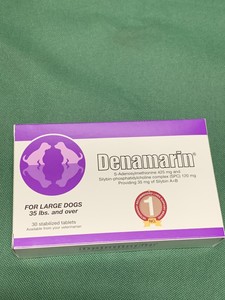 Denamarin®
S-Adenosylmethionine 425 mg and
Silybin-phosphatidylcholine complex (SPC) 120 mg
Providing 35 mg of Silybin A+B
1
FOR LARGE DOGS
35 lbs. and over
30 stabilized tablets
Available from your veterinarian